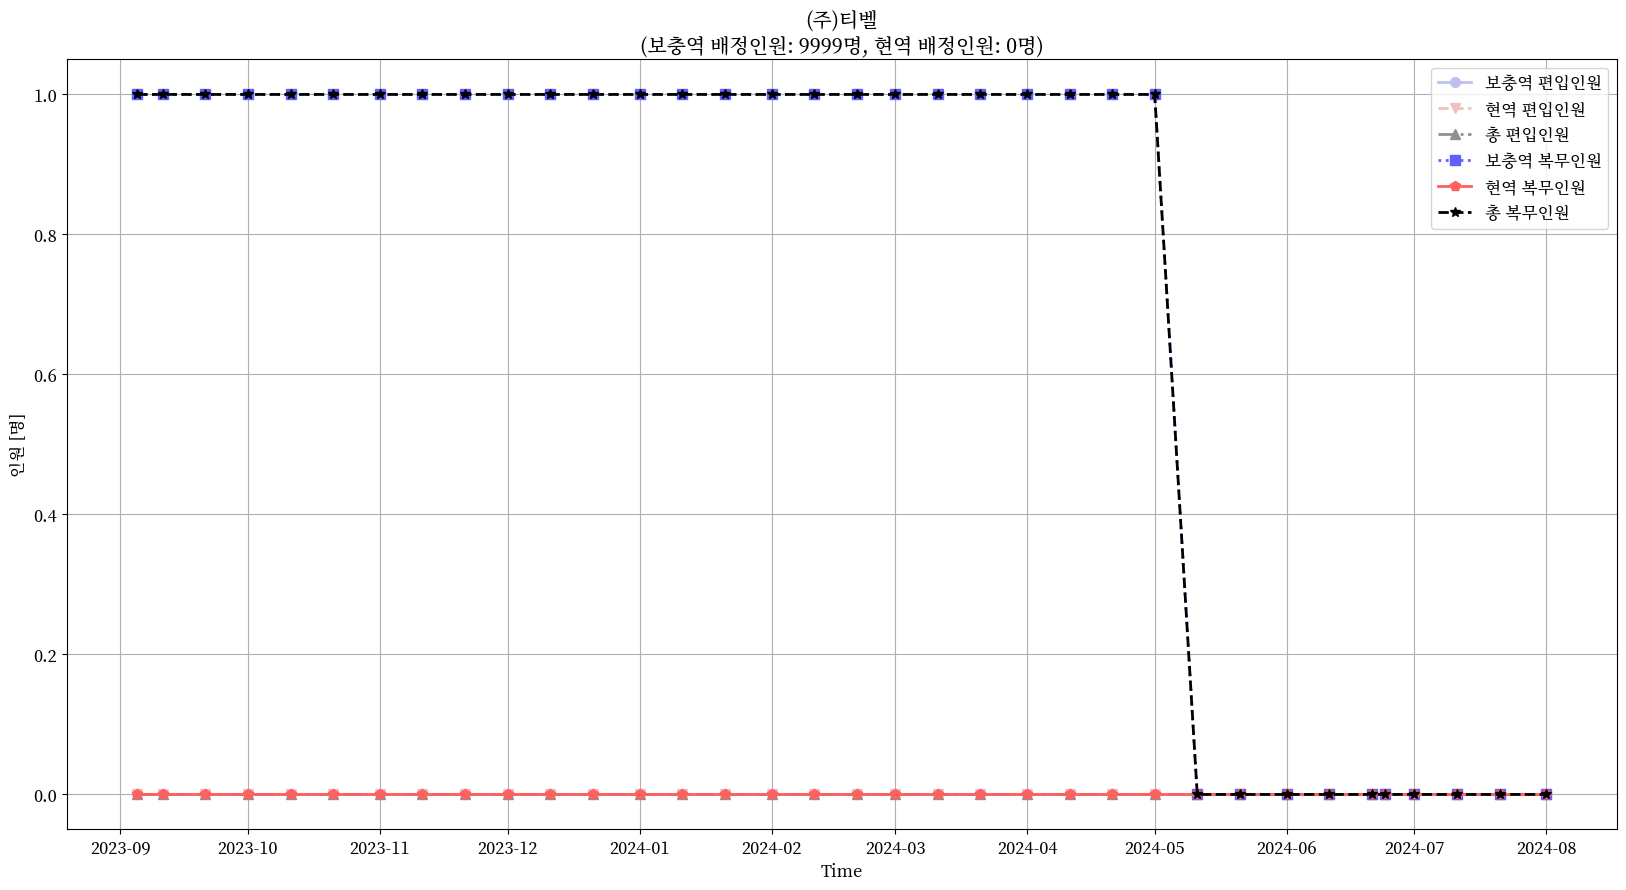 (주)티벨
(보충역 배정인원: 9999명, 현역 배정인원: 0명)
보충역 편입인원
현역 편입인원
총 편입인원
보충역 복무인원
현역 복무인원
총 복무인원
인원 [명]
1.0
0.8
0.6
0.4
0.2
0.0
2023-09 2023-10 2023-11 2023-12 2024-01 2024-02 2024-03 2024-04 2024-05 2024-06 2024-07 2024-08
Time